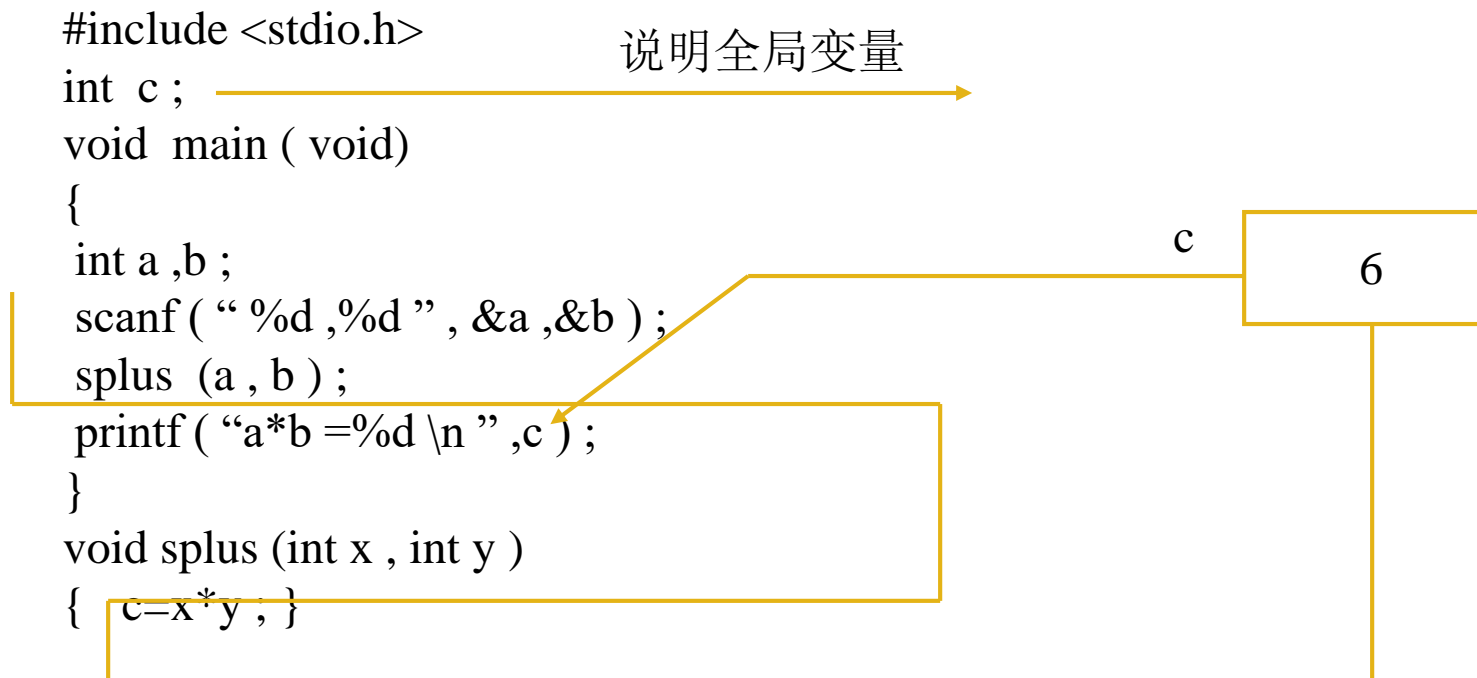 #include <stdio.h>
说明全局变量
int c ;
void main ( void)
{
int a ,b ;
c
6
scanf ( “ %d ,%d ” , &a ,&b ) ;
splus (a , b ) ;
printf ( “a*b =%d \n ” ,c ) ;
}
void splus (int x , int y )
{ c=x*y ; }